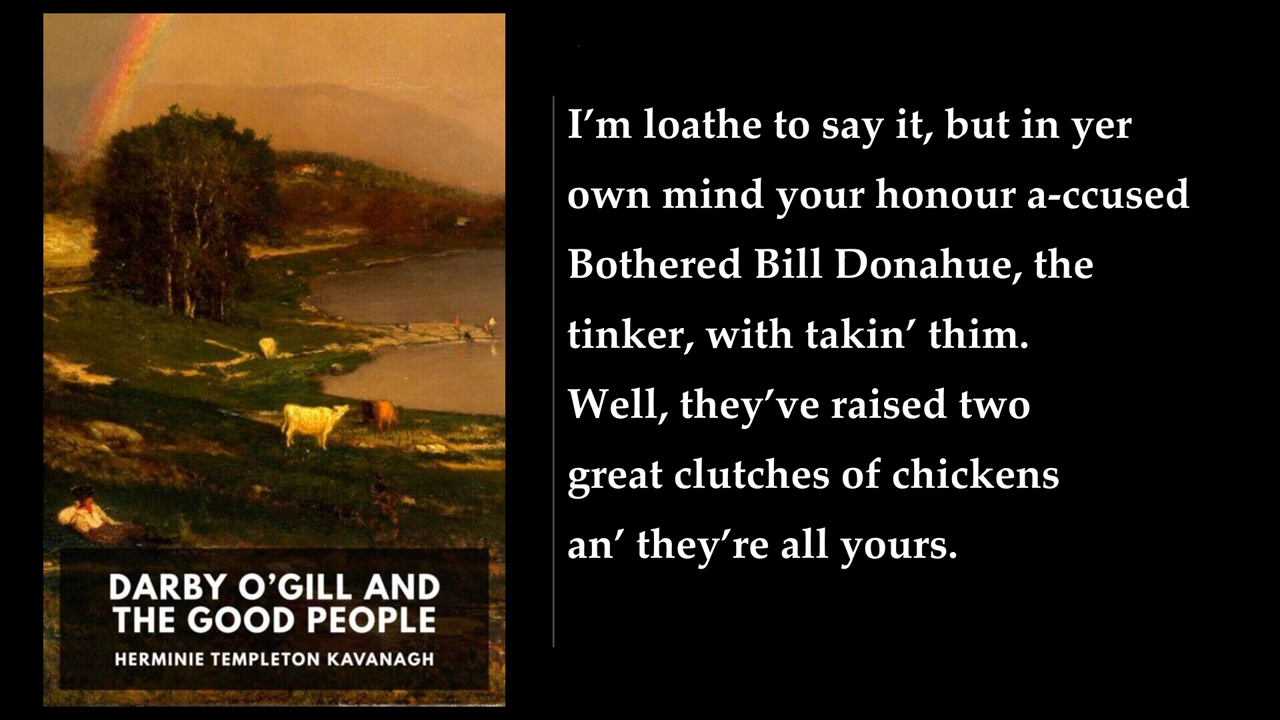 DARBY O’GILL AND
THE GOOD PEOPLE
HERMINIE TEMPLETON KAVANAGH
I’m loathe to say it, but in yer
own mind your honour a-ccused
Bothered Bill Donahue, the
tinker, with takin’ thim.
Well, they’ve raised two
great clutches of chickens
an’ they’re all yours.